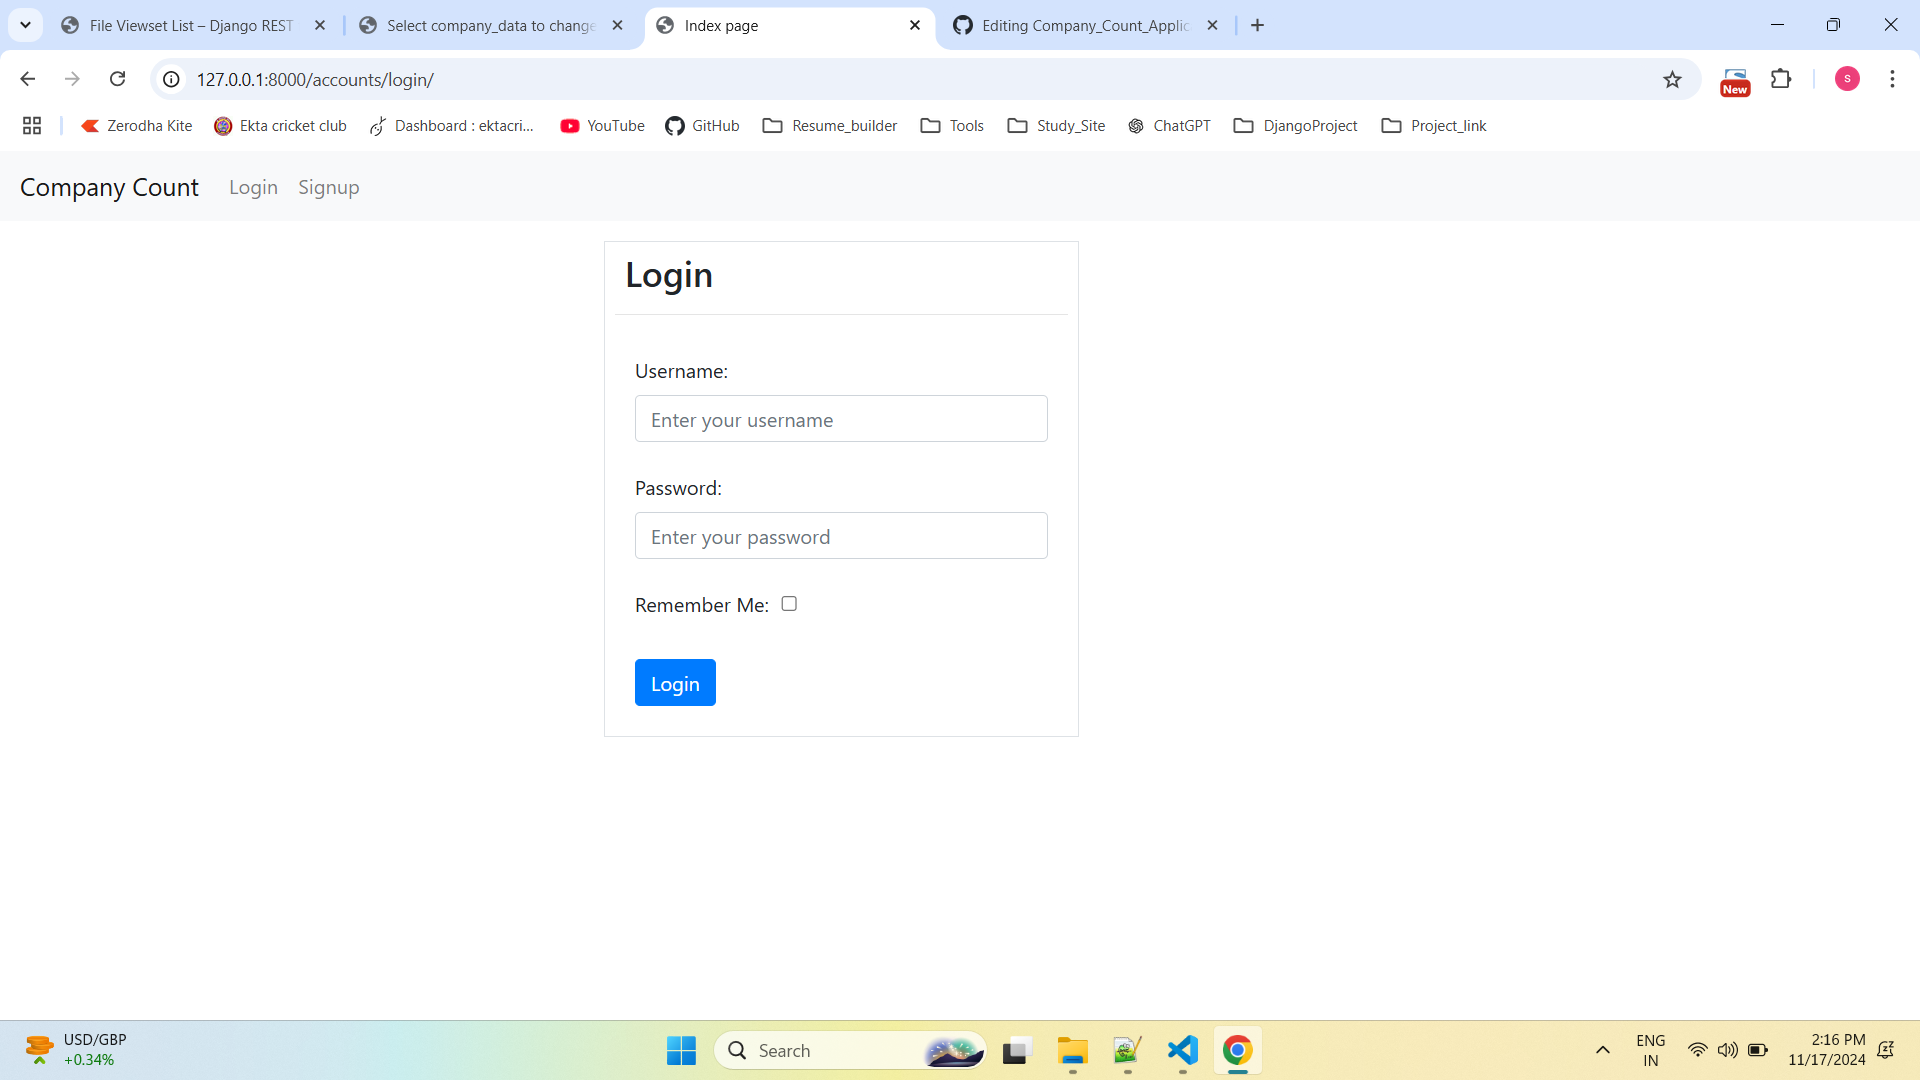 File Viewset List – Django REST
Select company_data to change
Index page
Editing Company_Count_Applic
127.0.0.1:8000/accounts/login/
New
S
Zerodha Kite
Ekta cricket club
Dashboard : ektacri...
YouTube
GitHub
Resume_builder
Tools
Study_Site
ChatGPT
DjangoProject
Project_link
Company Count
Login
Signup
Login
Username:
Enter your username
Password:
Enter your password
Remember Me:
Login
USD/GBP
+0.34%
Search
ENG
IN
2:16 PM
11/17/2024